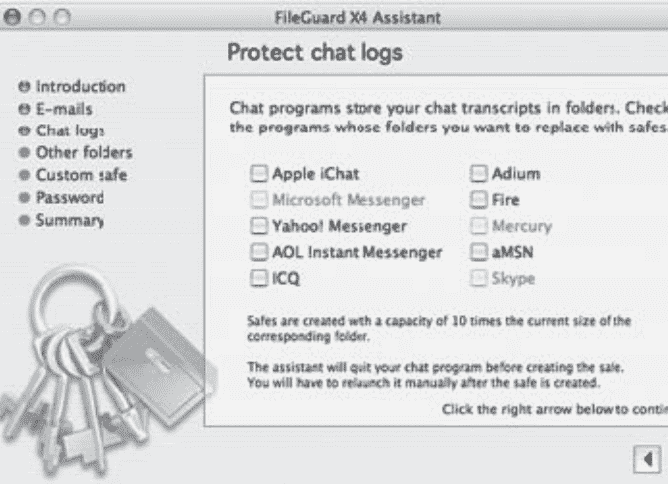 FileGuard X4 Assistant
Protect chat logs
Introduction
E-mails
Chat logs
Other folders
Custom safe
Password
Summary
Chat programs store your chat transcripts in folders. Check
the programs whose folders you want to replace with safes.
Apple iChat
Adium
Microsoft Messenger
Fire
Yahoo! Messenger
Mercury
AOL Instant Messenger
aMSN
ICQ
Skype
Safes are created with a capacity of 10 times the current size of the
corresponding folder.
The assistant will quit your chat program before creating the safe.
You will have to relaunch it manually after the safe is created.
Click the right arrow below to contin